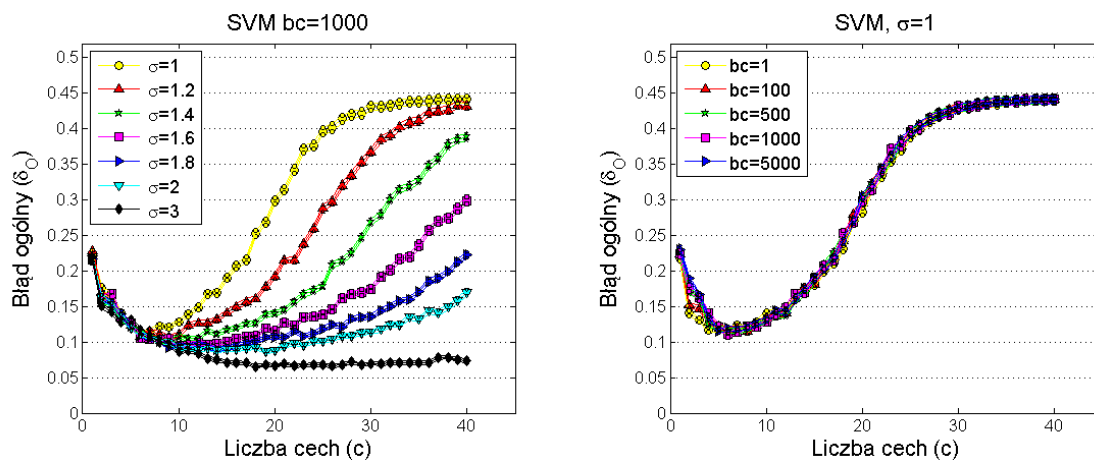 SVM bc=1000
0.5
0.45
0.4
0.35
0.3
0.25
0.2
0.15
0.1
0.05
0
Błąd ogólny (δO)
σ=1
σ=1.2
σ=1.4
σ=1.6
σ=1.8
σ=2
σ=3
0 10 20 30 40
Liczba cech (c)
SVM, σ=1
0.5
0.45
0.4
0.35
0.3
0.25
0.2
0.15
0.1
0.05
0
Błąd ogólny (δO)
bc=1
bc=100
bc=500
bc=1000
bc=5000
0 10 20 30 40
Liczba cech (c)